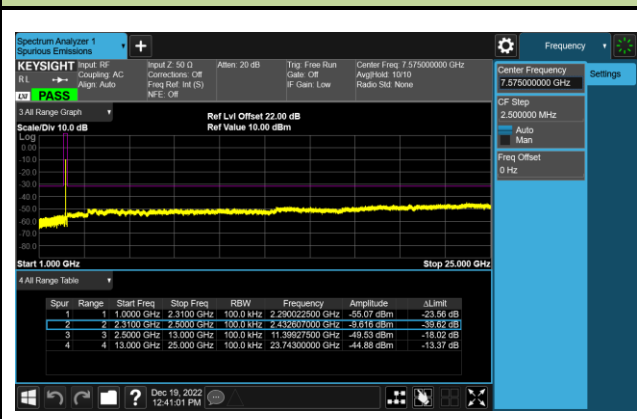 Spectrum Analyzer 1
Spurious Emissions
+
Frequency
KEYSIGHT Input: RF Input Z: 50 Ω Atten: 20 dB Trig: Free Run Center Freq: 7.575000000 GHz
RL Coupling: AC Corrections: Off Gate: Off Avg|Hold: 10/10
Align: Auto Freq Ref: Int (S) IF Gain: Low Radio Std: None
NFE: Off
LXI PASS
Center Frequency
7.575000000 GHz
Settings
CF Step
2.500000 MHz
Auto
Man
Freq Offset
0 Hz
3 All Range Graph
Ref Lvl Offset 22.00 dB
Scale/Div 10.0 dB Ref Value 10.00 dBm
Log
0.00
-10.0
-20.0
-30.0
-40.0
-50.0
-60.0
-70.0
-80.0
Start 1.000 GHz Stop 25.000 GHz
4 All Range Table
Spur Range Start Freq Stop Freq RBW Frequency Amplitude ΔLimit
1 1 1.0000 GHz 2.3100 GHz 100.0 kHz 2.290022500 GHz -55.07 dBm -23.56 dB
2 2 2.3100 GHz 2.5000 GHz 100.0 kHz 2.432607000 GHz -9.616 dBm -39.62 dB
3 3 2.5000 GHz 13.000 GHz 100.0 kHz 11.39927500 GHz -49.53 dBm -18.02 dB
4 4 13.000 GHz 25.000 GHz 100.0 kHz 23.74300000 GHz -44.88 dBm -13.37 dB
? Dec 19, 2022
12:41:01 PM